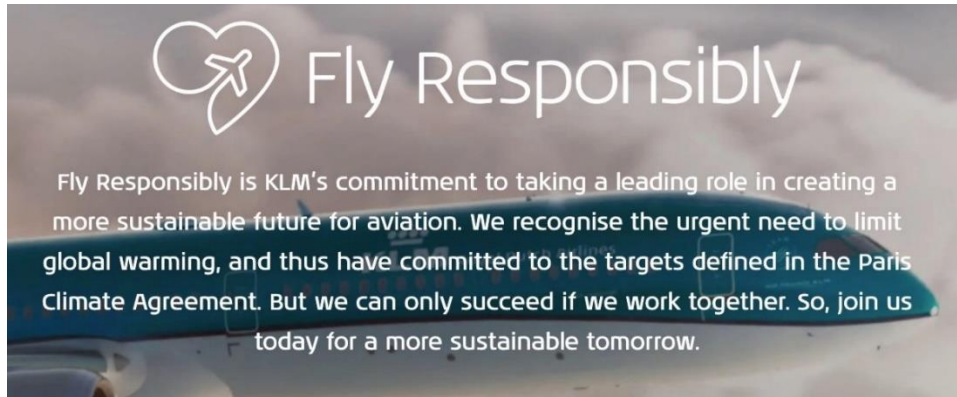 Fly Responsibly
Fly Responsibly is KLM's commitment to taking a leading role in creating a
more sustainable future for aviation. We recognise the urgent need to limit
global warming, and thus have committed to the targets defined in the Paris
Climate Agreement. But we can only succeed if we work together. So, join us
today for a more sustainable tomorrow.
KLM